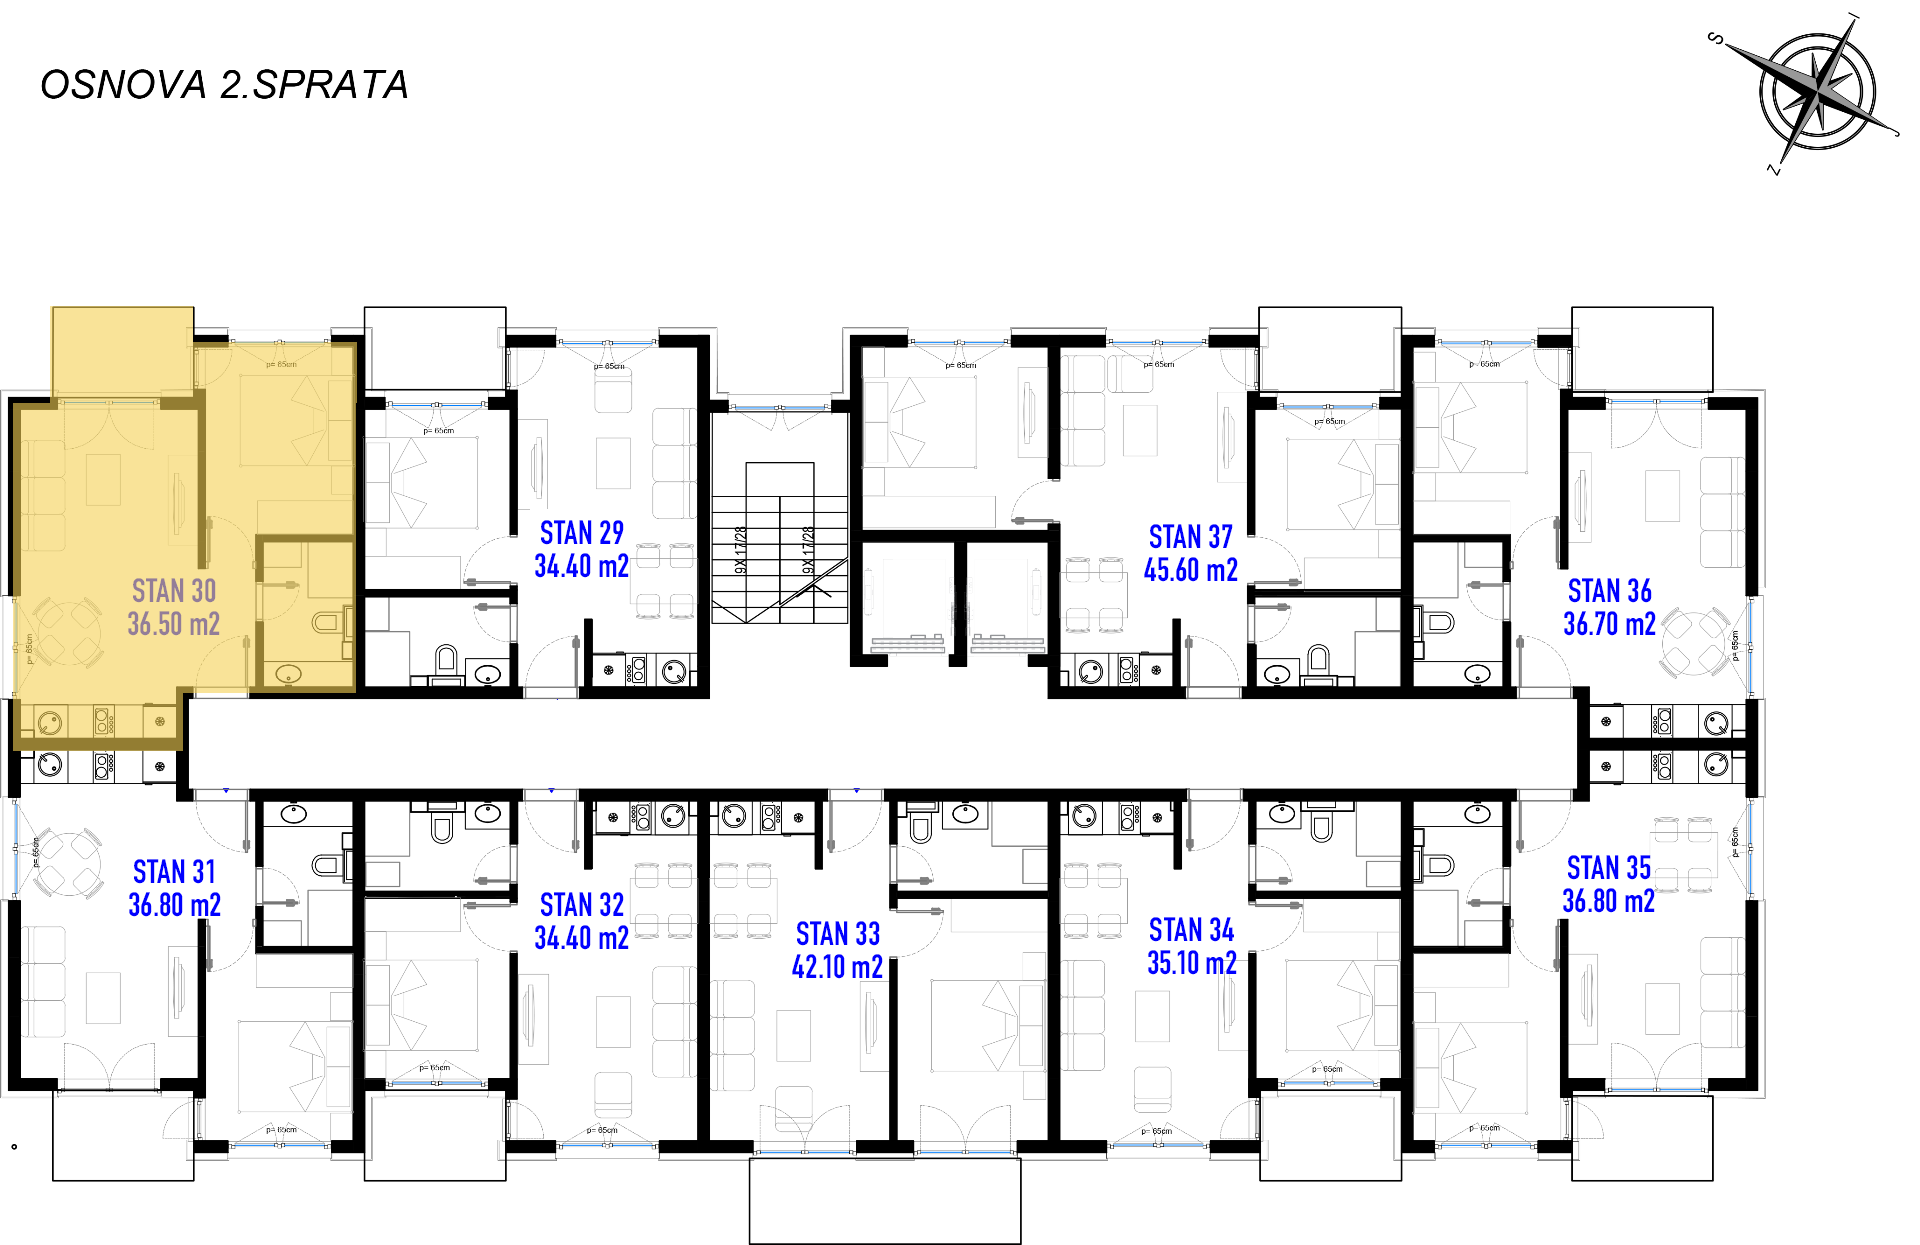 OSNOVA 2.SPRATA
S
I
J
Z
p= 65cm
p= 65cm
p= 65cm
p= 65cm
p= 65cm
p= 65cm
p= 65cm
p= 65cm
STAN 29
34.40 m2
9X 17/28
9X 17/28
STAN 37
45.60 m2
STAN 30
36.50 m2
STAN 36
36.70 m2
p= 65cm
p= 65cm
p= 65cm
p= 65cm
STAN 31
36.80 m2
STAN 35
36.80 m2
STAN 32
34.40 m2
STAN 33
42.10 m2
STAN 34
35.10 m2
p= 65cm
p= 65cm
p= 65cm
p= 65cm
p= 65cm
p= 65cm